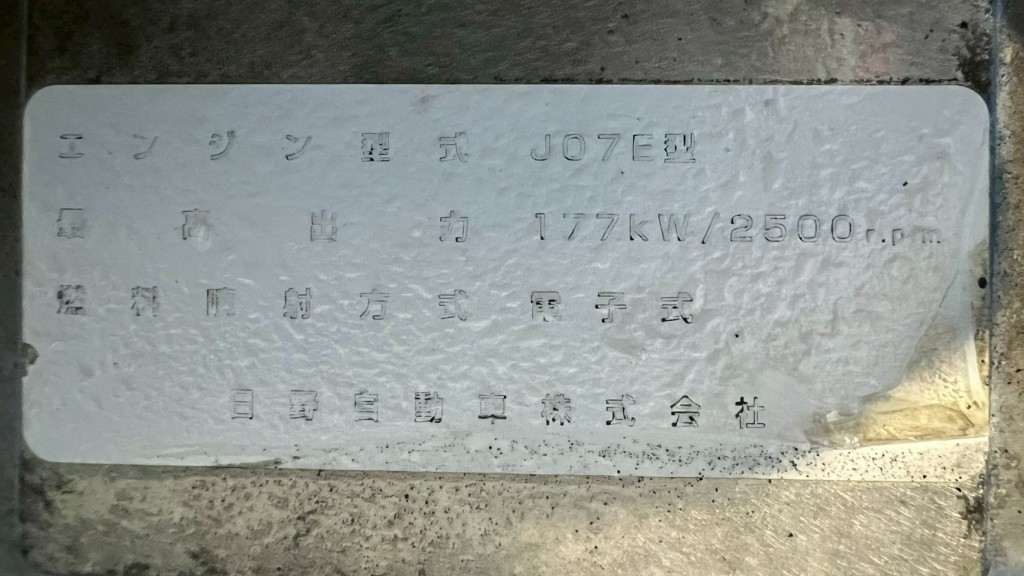 エンジン型式 J07E型
最高出力 177kW/2500r.p.m.
燃料噴射方式 電子式
日野自動車株式会社